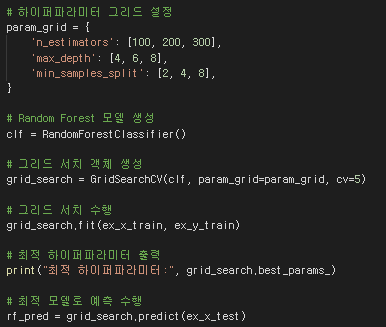 # 하이퍼파라미터 그리드 설정
param_grid = {
    'n_estimators': [100, 200, 300],
    'max_depth': [4, 6, 8],
    'min_samples_split': [2, 4, 8],
}
# Random Forest 모델 생성
clf = RandomForestClassifier()
# 그리드 서치 객체 생성
grid_search = GridSearchCV(clf, param_grid=param_grid, cv=5)
# 그리드 서치 수행
grid_search.fit(ex_x_train, ex_y_train)
# 최적 하이퍼파라미터 출력
print("최적 하이퍼파라미터:", grid_search.best_params_)
# 최적 모델로 예측 수행
rf_pred = grid_search.predict(ex_x_test)